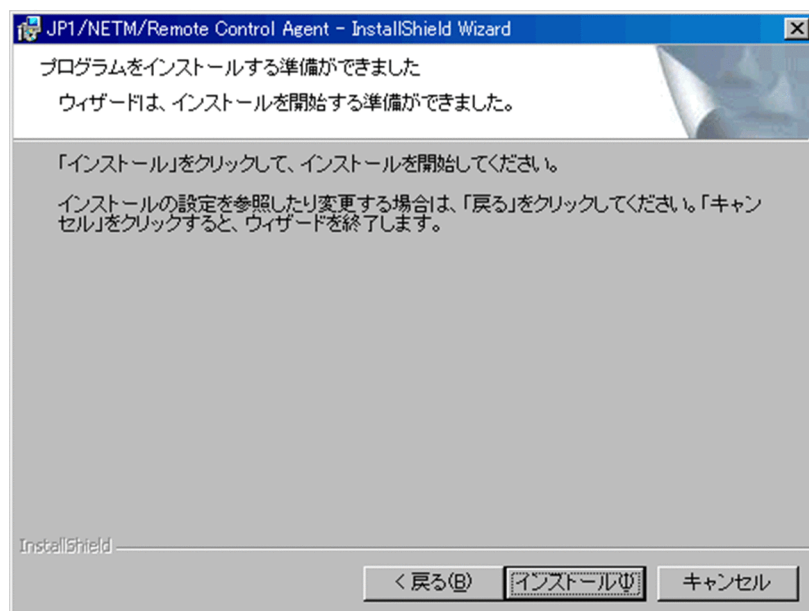 JP1/NETM/Remote Control Agent - InstallShield Wizard
プログラムをインストールする準備ができました
ウィザードは、インストールを開始する準備ができました。
「インストール」をクリックして、インストールを開始してください。
インストールの設定を参照したり変更する場合は、「戻る」をクリックしてください。「キャン
セル」をクリックすると、ウィザードを終了します。
InstallShield
< 戻る(B)
インストール(I)
キャンセル